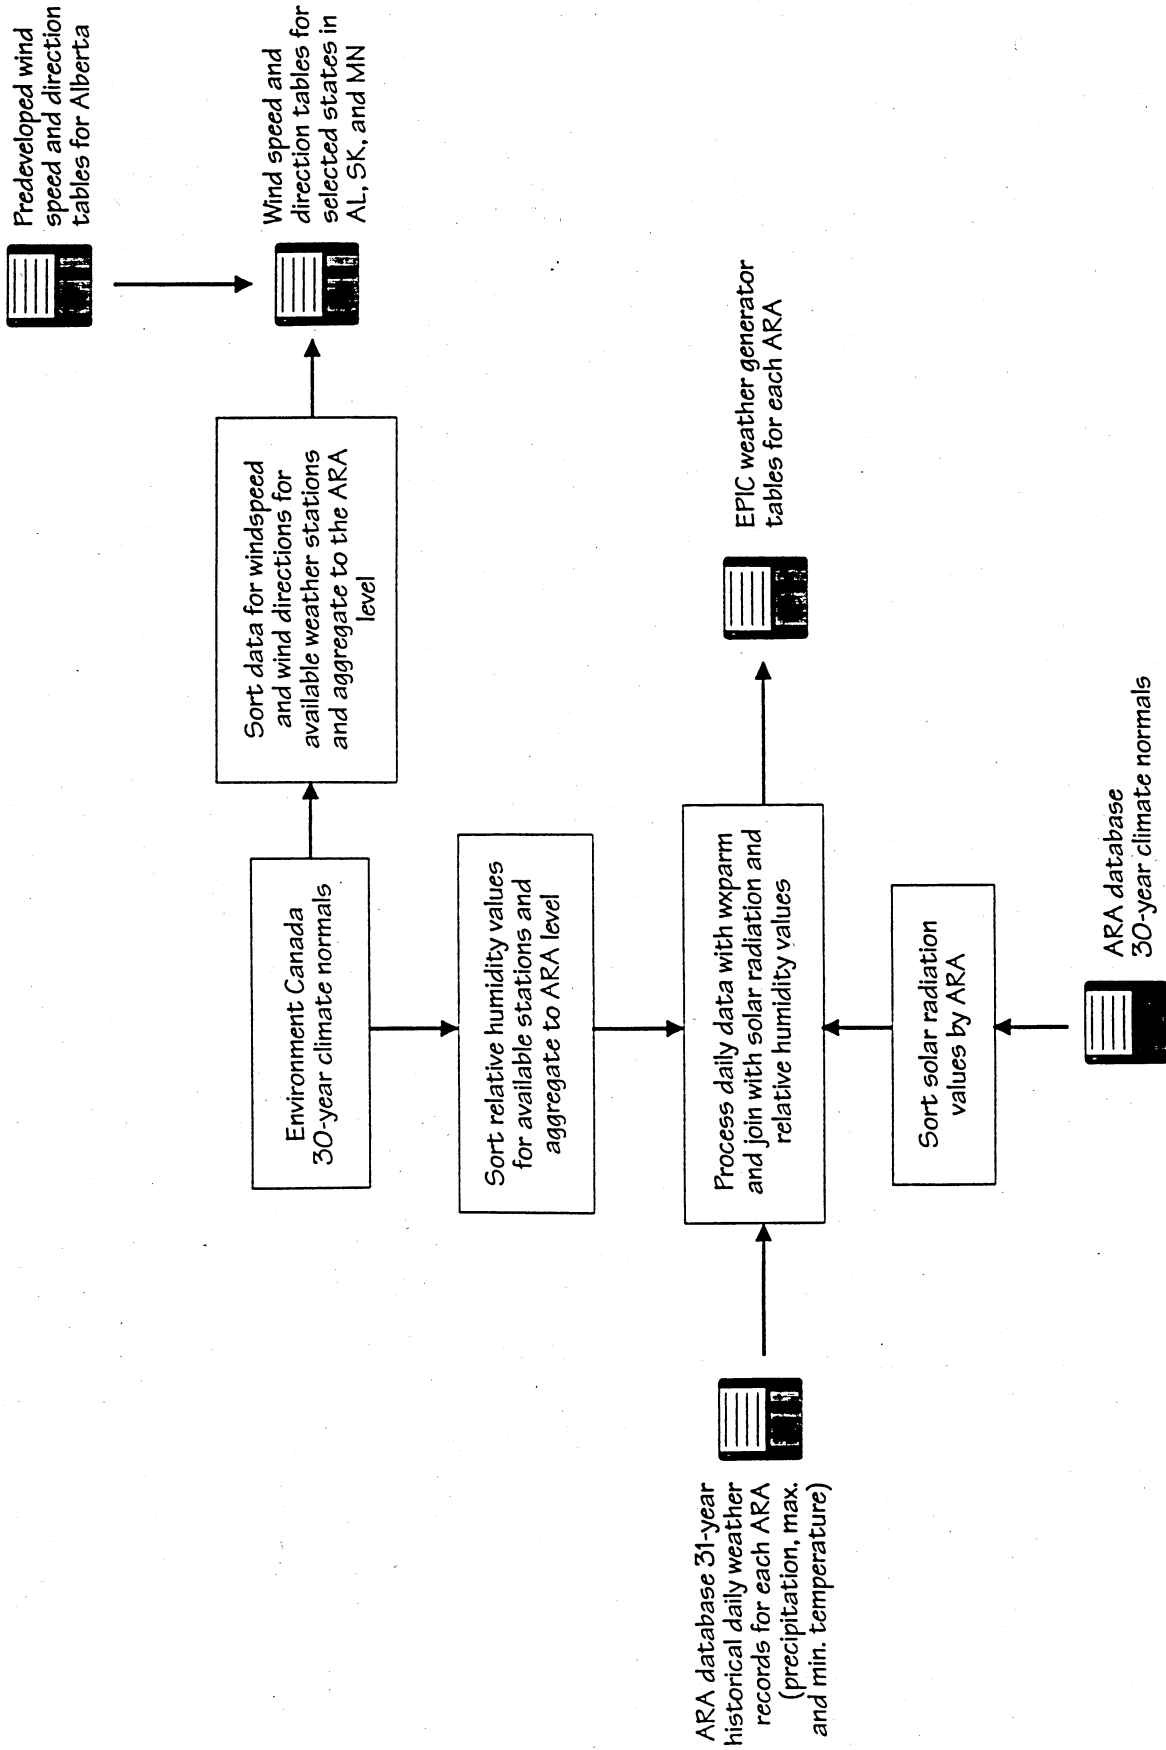 Predeveloped wind
speed and direction
tables for Alberta
Wind speed and
direction tables for
selected states in
AL, SK, and MN
Sort data for windspeed
and wind directions for
available weather stations
and aggregate to the ARA
level
Environment Canada
30-year climate normals
Sort relative humidity values
for available stations and
aggregate to ARA level
EPIC weather generator
tables for each ARA
Process daily data with wxparm
and join with solar radiation and
relative humidity values
ARA database 31-year
historical daily weather
records for each ARA
(precipitation, max.
and min. temperature)
Sort solar radiation
values by ARA
ARA database
30-year climate normals